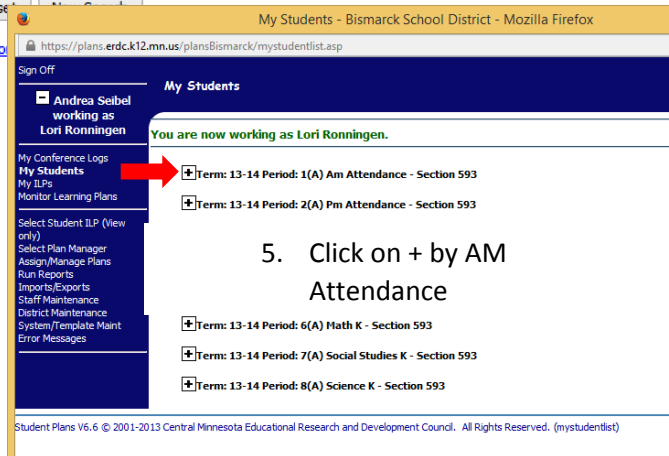 My Students - Bismarck School District - Mozilla Firefox
https://plans.erdc.k12.mn.us/plansBismarck/mystudentlist.asp
Sign Off
Andrea Seibel
working as
Lori Ronningen
My Conference Logs
My Students
My ILPs
Monitor Learning Plans
Select Student ILP (View
only)
Select Plan Manager
Assign/Manage Plans
Run Reports
Imports/Exports
Staff Maintenance
District Maintenance
System/Template Maint
Error Messages
My Students
You are now working as Lori Ronningen.
Term: 13-14 Period: 1(A) Am Attendance - Section 593
Term: 13-14 Period: 2(A) Pm Attendance - Section 593
5. Click on + by AM
Attendance
Term: 13-14 Period: 6(A) Math K - Section 593
Term: 13-14 Period: 7(A) Social Studies K - Section 593
Term: 13-14 Period: 8(A) Science K - Section 593
Student Plans V6.6 © 2001-2013 Central Minnesota Educational Research and Development Council. All Rights Reserved. (mystudentlist)